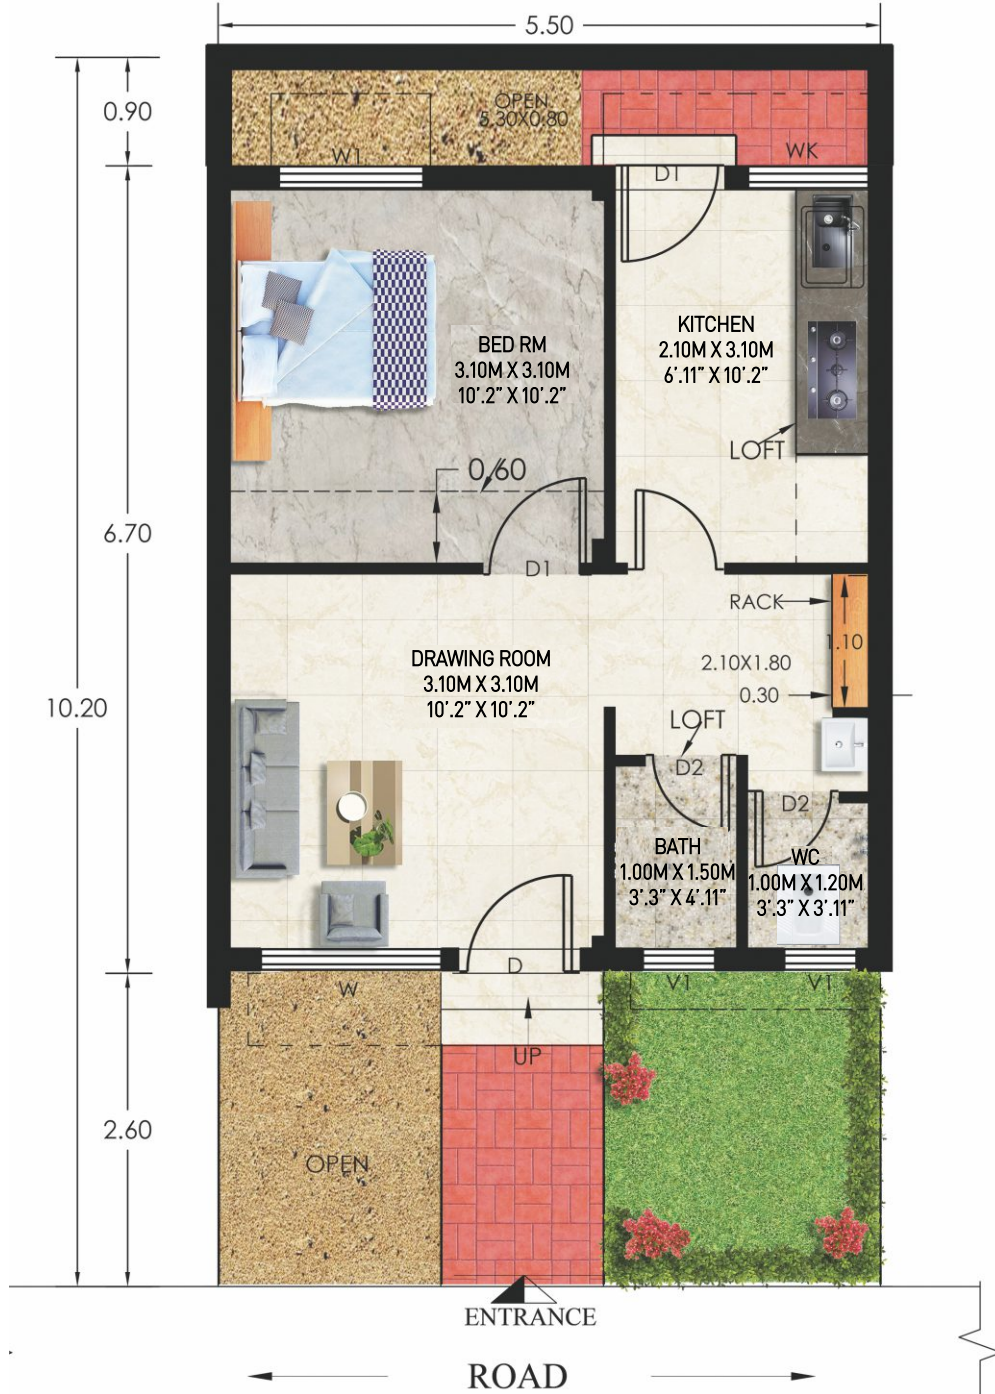 5.50
0.90
OPEN
5.30X0.80
W1
D1
WK
KITCHEN
2.10M X 3.10M
6'.11" X 10'.2"
BED RM
3.10M X 3.10M
10'.2" X 10'.2"
LOFT
0.60
6.70
D1
RACK
1.10
2.10X1.80
0.30
DRAWING ROOM
3.10M X 3.10M
10'.2" X 10'.2"
10.20
LOFT
D2
D2
BATH
1.00M X 1.50M
3'.3" X 4'.11"
WC
1.00M X 1.20M
3'.3" X 3'.11"
D
W
V1
V1
UP
2.60
OPEN
ENTRANCE
ROAD